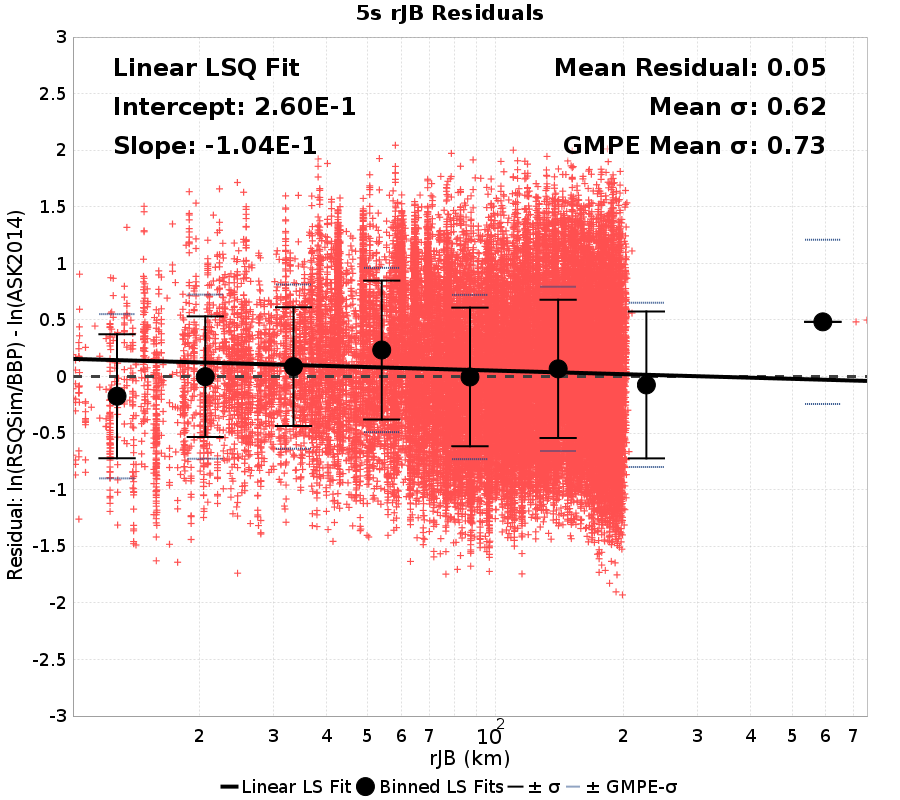 5s rJB Residuals
Linear LSQ Fit
Intercept: 2.60E-1
Slope: -1.04E-1
Mean Residual: 0.05
Mean σ: 0.62
GMPE Mean σ: 0.73
3
2.5
2
1.5
1
0.5
0
-0.5
-1
-1.5
-2
-2.5
-3
Residual: ln(RSQSim/BBP) - ln(ASK2014)
2 3 4 5 6 7 10² 2 3 4 5 6 7
rJB (km)
Linear LS Fit Binned LS Fits ± σ ± GMPE-σ